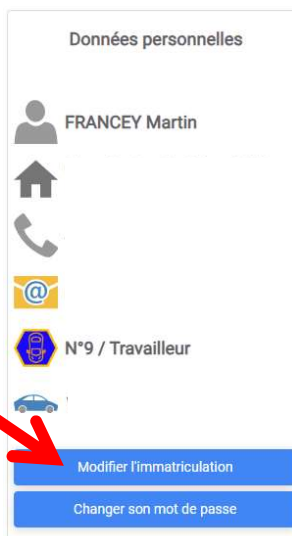 Données personnelles
FRANCEY Martin
@
N°9 / Travailleur
Modifier l'immatriculation
Changer son mot de passe